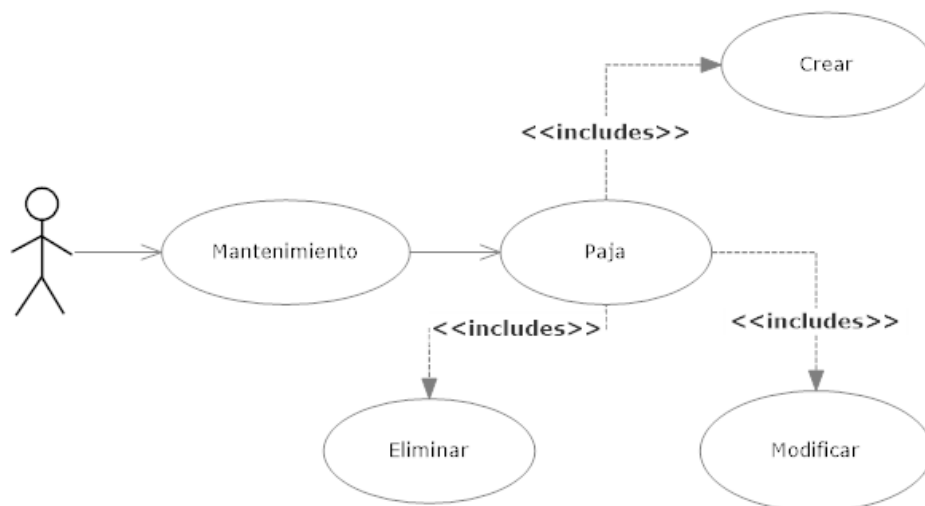 Crear
<<includes>>
Mantenimiento
Paja
<<includes>>
<<includes>>
Eliminar
Modificar